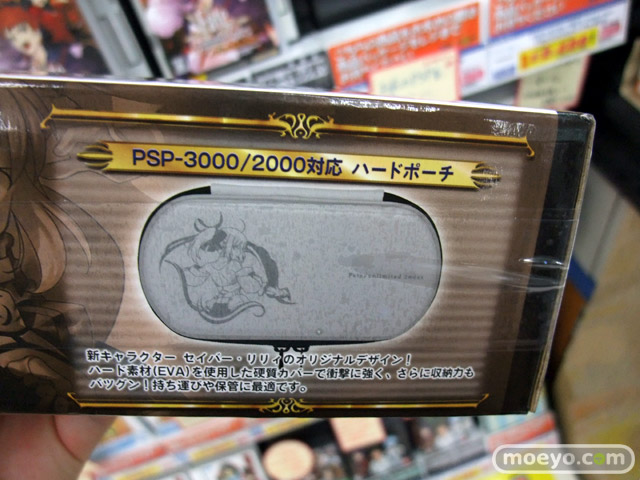 PSP-3000/2000対応 ハードポーチ
Fate/unlimited codes
新キャラクター セイバー・リリィのオリジナルデザイン！
ハード素材(EVA)を使用した硬質カバーで衝撃に強く、さらに収納力も
バツグン！持ち運びや保管に最適です。
moeyo.com